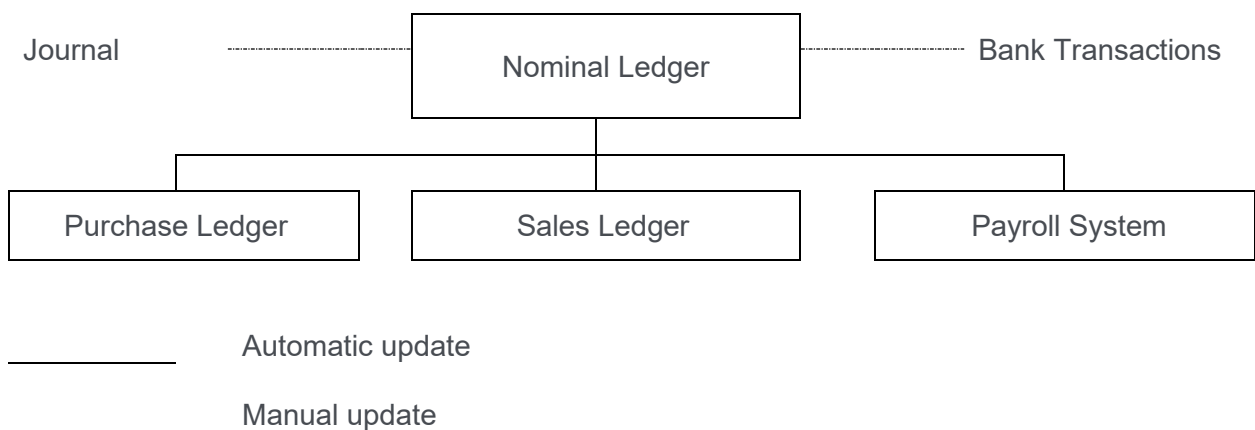 Journal
Nominal Ledger
Bank Transactions
Purchase Ledger
Sales Ledger
Payroll System
Automatic update
Manual update